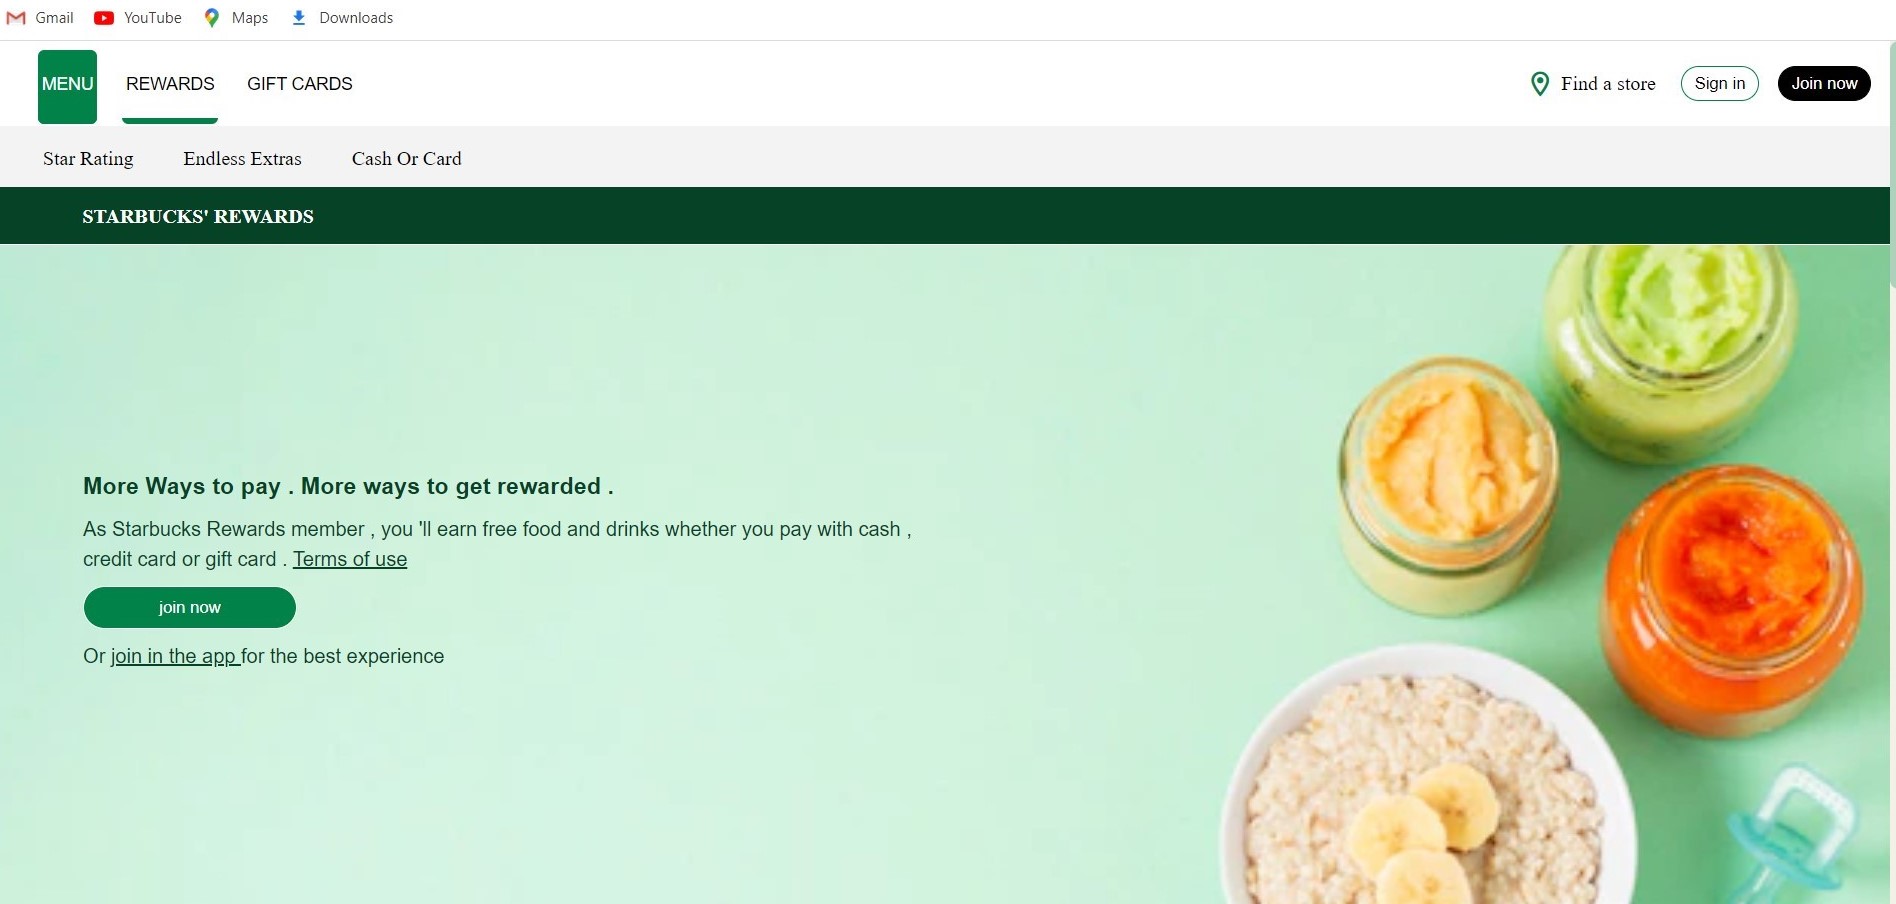 Gmail YouTube Maps Downloads
MENU REWARDS GIFT CARDS Find a store Sign in Join now
Star Rating Endless Extras Cash Or Card
STARBUCKS' REWARDS
More Ways to pay . More ways to get rewarded .
As Starbucks Rewards member , you 'll earn free food and drinks whether you pay with cash ,
credit card or gift card . Terms of use
join now
Or join in the app for the best experience